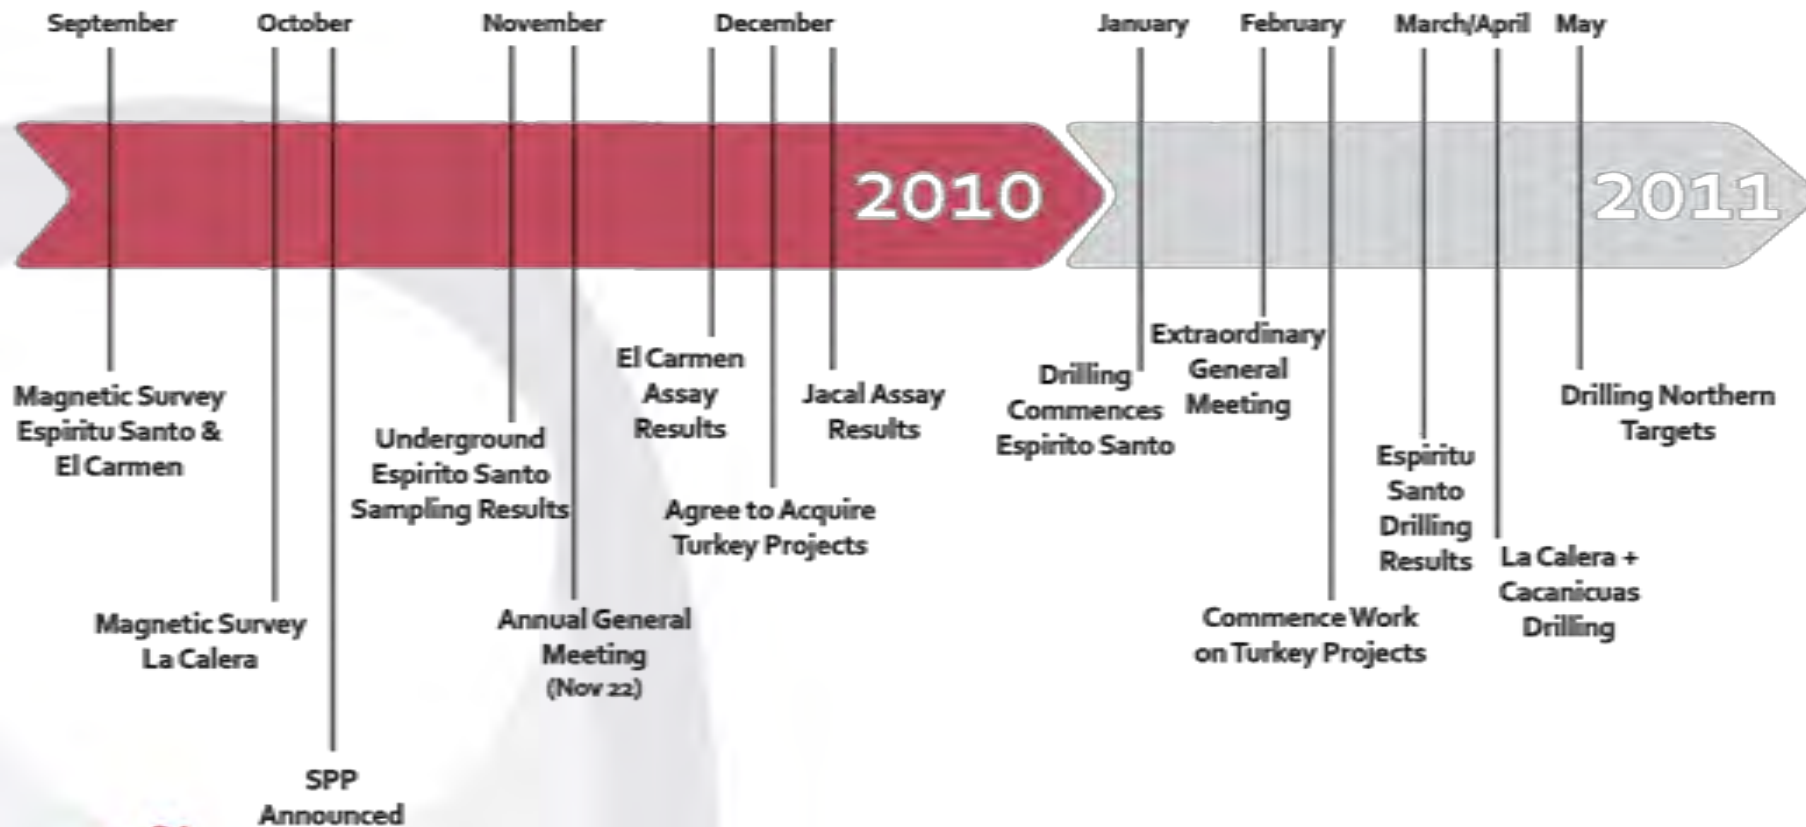 September
October
November
December
January
February
March/April
May
2010
2011
Magnetic Survey
Espiritu Santo &
El Carmen
Magnetic Survey
La Calera
SPP
Announced
Underground
Espirito Santo
Sampling Results
Annual General
Meeting
(Nov 22)
El Carmen
Assay
Results
Agree to Acquire
Turkey Projects
Jacal Assay
Results
Drilling
Commences
Espirito Santo
Extraordinary
General
Meeting
Commence Work
on Turkey Projects
Espiritu
Santo
Drilling
Results
La Calera +
Cacanicuas
Drilling
Drilling Northern
Targets